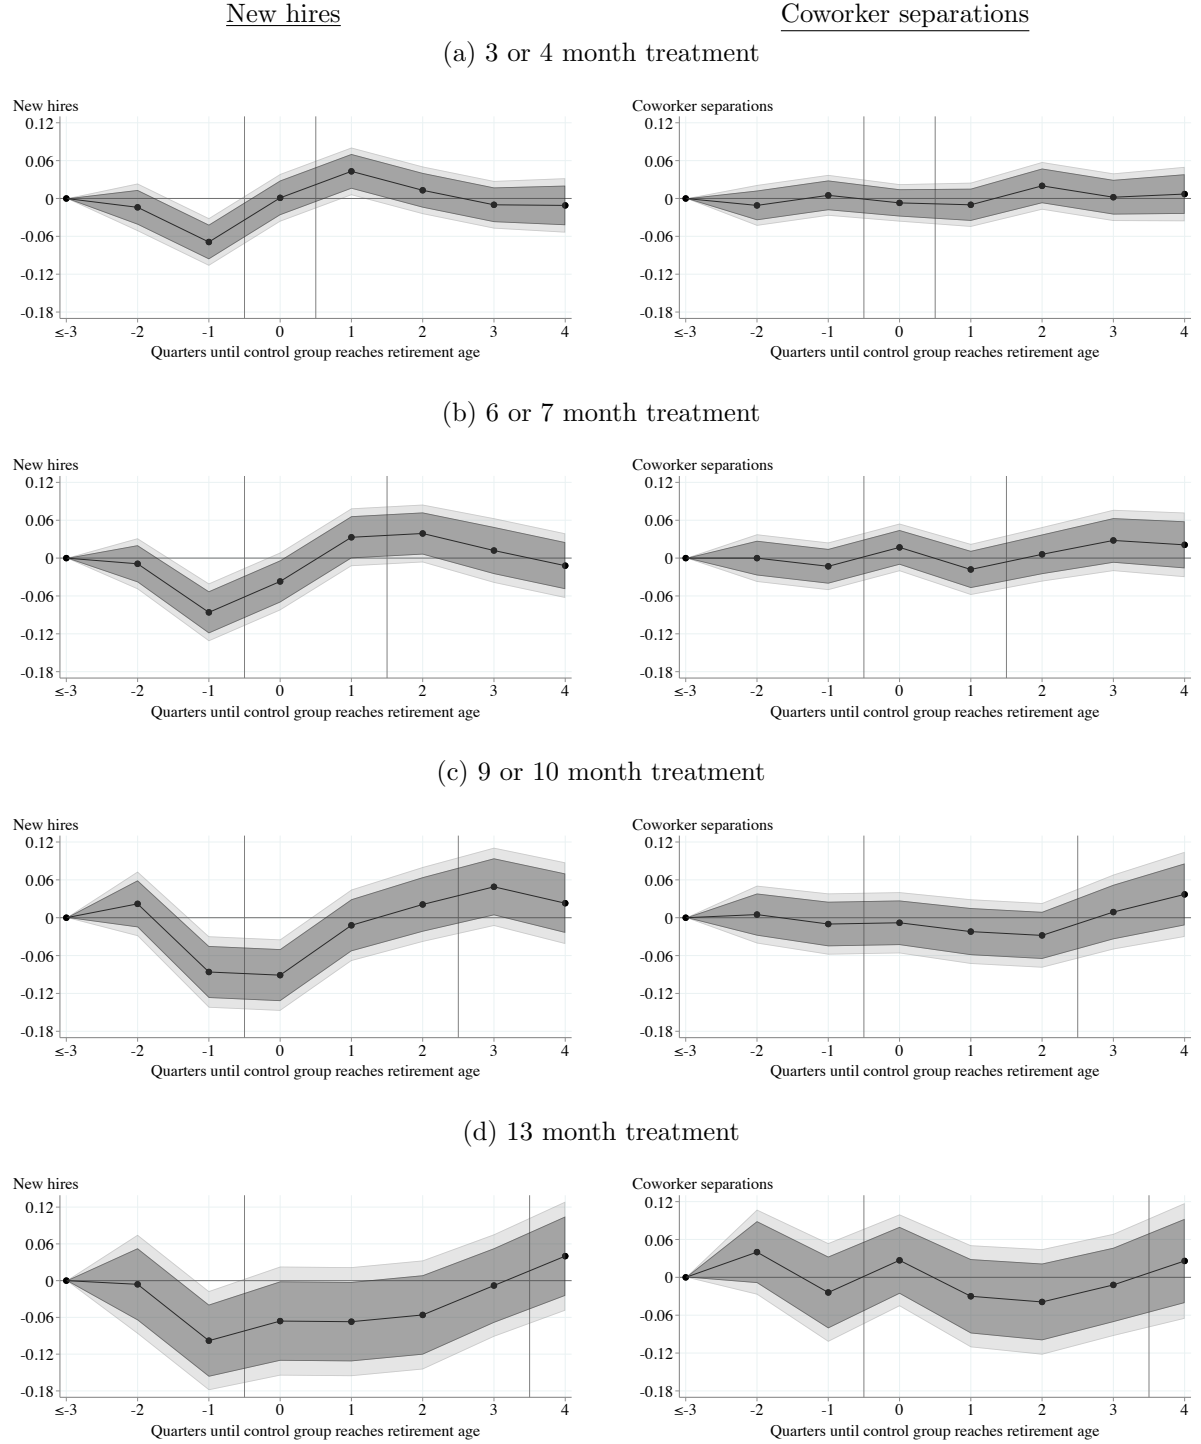 New hires Coworker separations
(a) 3 or 4 month treatment
New hires Coworker separations
0.12 0.12
0.06 0.06
0 0
-0.06 -0.06
-0.12 -0.12
-0.18 -0.18
≤-3 -2 -1 0 1 2 3 4 ≤-3 -2 -1 0 1 2 3 4
Quarters until control group reaches retirement age Quarters until control group reaches retirement age
(b) 6 or 7 month treatment
New hires Coworker separations
0.12 0.12
0.06 0.06
0 0
-0.06 -0.06
-0.12 -0.12
-0.18 -0.18
≤-3 -2 -1 0 1 2 3 4 ≤-3 -2 -1 0 1 2 3 4
Quarters until control group reaches retirement age Quarters until control group reaches retirement age
(c) 9 or 10 month treatment
New hires Coworker separations
0.12 0.12
0.06 0.06
0 0
-0.06 -0.06
-0.12 -0.12
-0.18 -0.18
≤-3 -2 -1 0 1 2 3 4 ≤-3 -2 -1 0 1 2 3 4
Quarters until control group reaches retirement age Quarters until control group reaches retirement age
(d) 13 month treatment
New hires Coworker separations
0.12 0.12
0.06 0.06
0 0
-0.06 -0.06
-0.12 -0.12
-0.18 -0.18
≤-3 -2 -1 0 1 2 3 4 ≤-3 -2 -1 0 1 2 3 4
Quarters until control group reaches retirement age Quarters until control group reaches retirement age